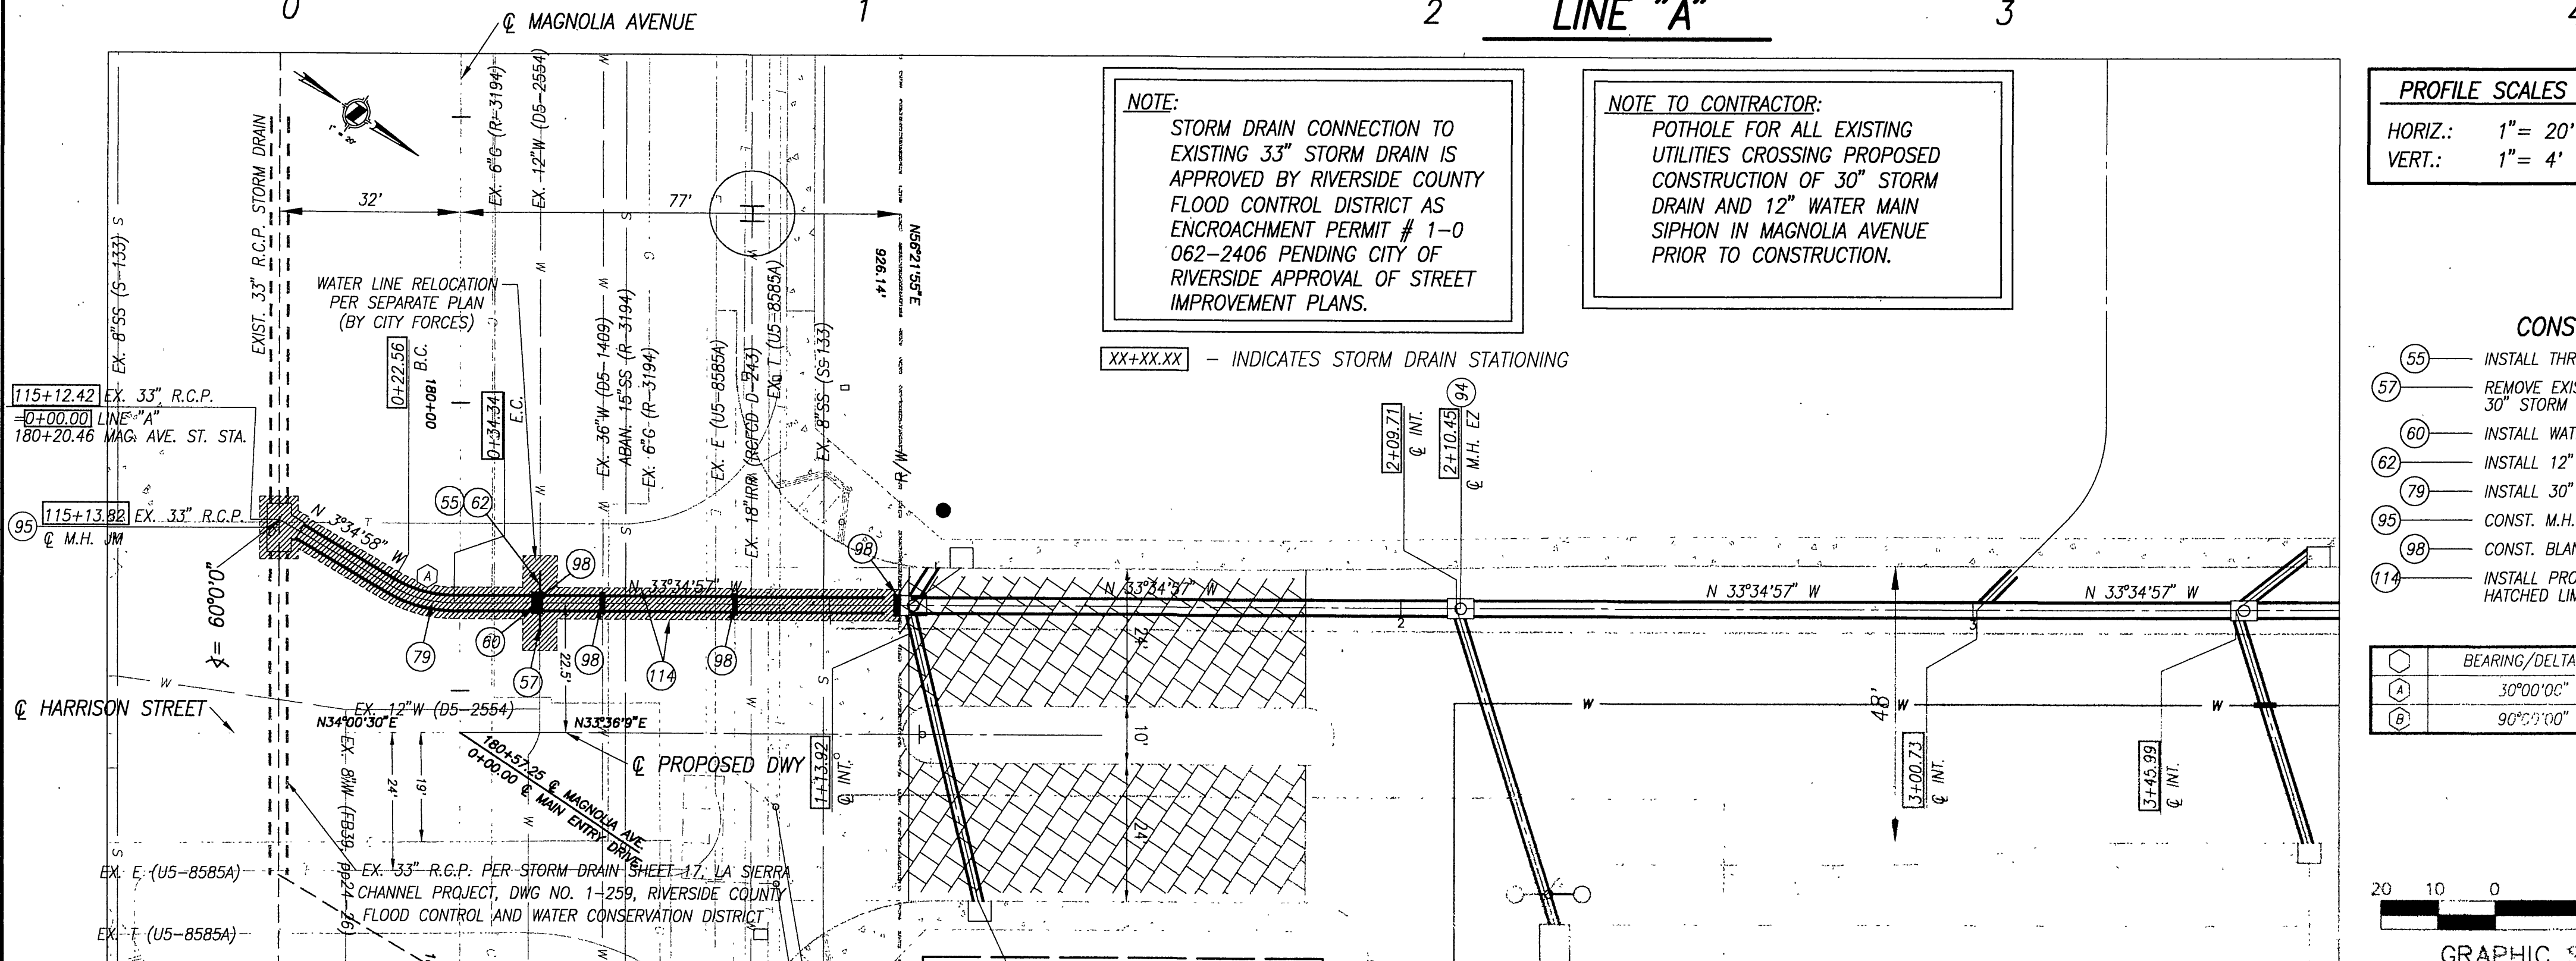 0
1
2
LINE "A"
3
℄ MAGNOLIA AVENUE
EX. 6"G (R-3194)
EX. 12"W (D5-2554)
1" = 20'
EXIST. 33" R.C.P. STORM DRAIN
EX. 8"SS (S-133)
32'
77'
N56°21'55"E
926.14'
NOTE:
STORM DRAIN CONNECTION TO
EXISTING 33" STORM DRAIN IS
APPROVED BY RIVERSIDE COUNTY
FLOOD CONTROL DISTRICT AS
ENCROACHMENT PERMIT # 1-0
062-2406 PENDING CITY OF
RIVERSIDE APPROVAL OF STREET
IMPROVEMENT PLANS.
NOTE TO CONTRACTOR:
POTHOLE FOR ALL EXISTING
UTILITIES CROSSING PROPOSED
CONSTRUCTION OF 30" STORM
DRAIN AND 12" WATER MAIN
SIPHON IN MAGNOLIA AVENUE
PRIOR TO CONSTRUCTION.
PROFILE SCALES
HORIZ.: 1"= 20'
VERT.: 1"= 4'
XX+XX.XX - INDICATES STORM DRAIN STATIONING
WATER LINE RELOCATION
PER SEPARATE PLAN
(BY CITY FORCES)
0+22.56
B.C.
180+00
0+34.34
E.C.
EX. 36"W (D5-1409)
ABAN. 15"SS (R-3194)
EX. 6"G (R-3194)
EX. E (U5-8585A)
EX. 18"IRR (RCFCD D-243)
EX. T (U5-8585A)
EX. 8"SS (SS133)
R/W
115+12.42 EX. 33" R.C.P.
=0+00.00 LINE "A"
180+20.46 MAG. AVE. ST. STA.
95
115+13.82 EX. 33" R.C.P.
℄ M.H. JM
N 3°34'58" W
A
55
62
98
N 33°34'57" W
98
N 33°34'57" W
2+09.71
℄ INT.
2+10.45
℄ M.H. EZ
94
N 33°34'57" W
N 33°34'57" W
2
3
∡ = 60°0'0"
79
60
57
22.5'
98
114
98
℄ HARRISON STREET
EX. 12"W (D5-2554)
N34°00'30"E
N33°36'9"E
℄ PROPOSED DWY
180+57.25 ℄ MAGNOLIA AVE
0+00.00 ℄ MAIN ENTRY DRIVE
EX. 8"W (FB39 pp24-26)
24'
19'
1+13.92
℄ INT.
24'
10'
24'
48'
3+00.73
℄ INT.
3+45.99
℄ INT.
EX. E (U5-8585A)
EX. T (U5-8585A)
EX. 33" R.C.P. PER STORM DRAIN SHEET 17, LA SIERRA
CHANNEL PROJECT, DWG NO. 1-259, RIVERSIDE COUNTY
FLOOD CONTROL AND WATER CONSERVATION DISTRICT
CONS
55 INSTALL THR
57 REMOVE EXIS
30" STORM
60 INSTALL WAT
62 INSTALL 12"
79 INSTALL 30"
95 CONST. M.H.
98 CONST. BLAN
114 INSTALL PRO
HATCHED LIM
BEARING/DELTA
A 30°00'00"
B 90°00'00"
20 10 0
GRAPHIC S